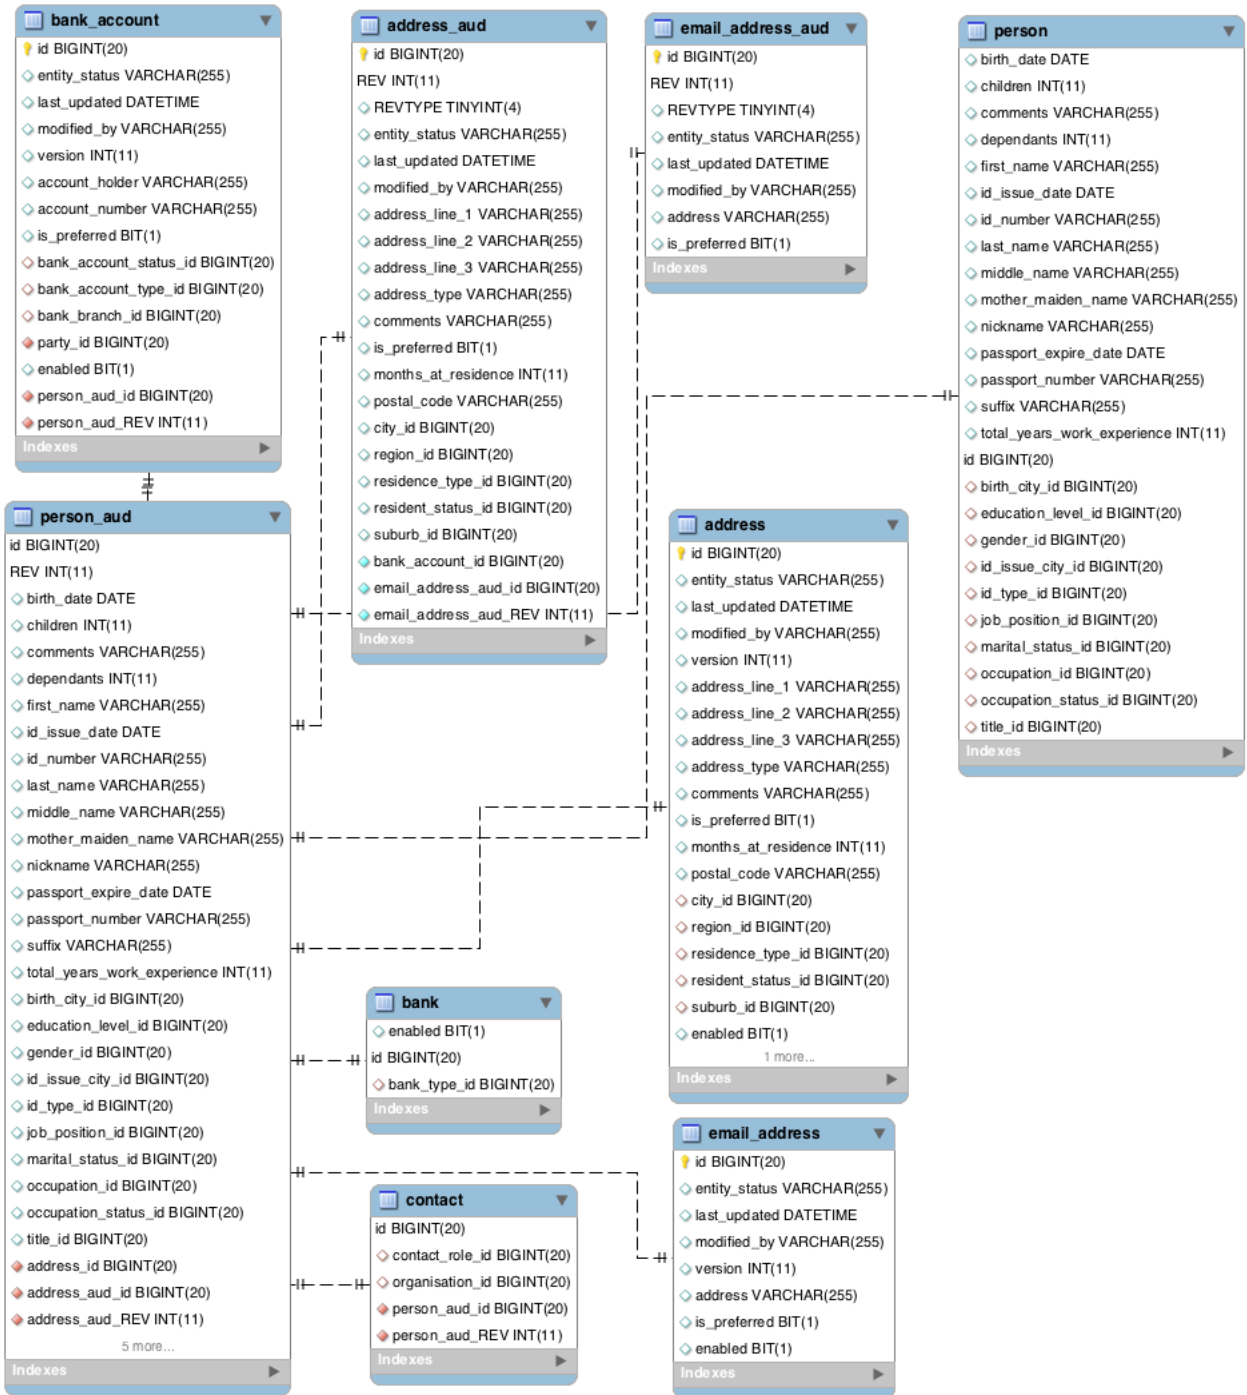 bank_account
id BIGINT(20)
entity_status VARCHAR(255)
last_updated DATETIME
modified_by VARCHAR(255)
version INT(11)
account_holder VARCHAR(255)
account_number VARCHAR(255)
is_preferred BIT(1)
bank_account_status_id BIGINT(20)
bank_account_type_id BIGINT(20)
bank_branch_id BIGINT(20)
party_id BIGINT(20)
enabled BIT(1)
person_aud_id BIGINT(20)
person_aud_REV INT(11)
Indexes
person_aud
id BIGINT(20)
REV INT(11)
birth_date DATE
children INT(11)
comments VARCHAR(255)
dependants INT(11)
first_name VARCHAR(255)
id_issue_date DATE
id_number VARCHAR(255)
last_name VARCHAR(255)
middle_name VARCHAR(255)
mother_maiden_name VARCHAR(255)
nickname VARCHAR(255)
passport_expire_date DATE
passport_number VARCHAR(255)
suffix VARCHAR(255)
total_years_work_experience INT(11)
birth_city_id BIGINT(20)
education_level_id BIGINT(20)
gender_id BIGINT(20)
id_issue_city_id BIGINT(20)
id_type_id BIGINT(20)
job_position_id BIGINT(20)
marital_status_id BIGINT(20)
occupation_id BIGINT(20)
occupation_status_id BIGINT(20)
title_id BIGINT(20)
address_id BIGINT(20)
address_aud_id BIGINT(20)
address_aud_REV INT(11)
5 more...
Indexes
address_aud
id BIGINT(20)
REV INT(11)
REVTYPE TINYINT(4)
entity_status VARCHAR(255)
last_updated DATETIME
modified_by VARCHAR(255)
address_line_1 VARCHAR(255)
address_line_2 VARCHAR(255)
address_line_3 VARCHAR(255)
address_type VARCHAR(255)
comments VARCHAR(255)
is_preferred BIT(1)
months_at_residence INT(11)
postal_code VARCHAR(255)
city_id BIGINT(20)
region_id BIGINT(20)
residence_type_id BIGINT(20)
resident_status_id BIGINT(20)
suburb_id BIGINT(20)
bank_account_id BIGINT(20)
email_address_aud_id BIGINT(20)
email_address_aud_REV INT(11)
Indexes
bank
enabled BIT(1)
id BIGINT(20)
bank_type_id BIGINT(20)
Indexes
contact
id BIGINT(20)
contact_role_id BIGINT(20)
organisation_id BIGINT(20)
person_aud_id BIGINT(20)
person_aud_REV INT(11)
Indexes
email_address_aud
id BIGINT(20)
REV INT(11)
REVTYPE TINYINT(4)
entity_status VARCHAR(255)
last_updated DATETIME
modified_by VARCHAR(255)
address VARCHAR(255)
is_preferred BIT(1)
Indexes
address
id BIGINT(20)
entity_status VARCHAR(255)
last_updated DATETIME
modified_by VARCHAR(255)
version INT(11)
address_line_1 VARCHAR(255)
address_line_2 VARCHAR(255)
address_line_3 VARCHAR(255)
address_type VARCHAR(255)
comments VARCHAR(255)
is_preferred BIT(1)
months_at_residence INT(11)
postal_code VARCHAR(255)
city_id BIGINT(20)
region_id BIGINT(20)
residence_type_id BIGINT(20)
resident_status_id BIGINT(20)
suburb_id BIGINT(20)
enabled BIT(1)
1 more...
Indexes
email_address
id BIGINT(20)
entity_status VARCHAR(255)
last_updated DATETIME
modified_by VARCHAR(255)
version INT(11)
address VARCHAR(255)
is_preferred BIT(1)
enabled BIT(1)
Indexes
person
birth_date DATE
children INT(11)
comments VARCHAR(255)
dependants INT(11)
first_name VARCHAR(255)
id_issue_date DATE
id_number VARCHAR(255)
last_name VARCHAR(255)
middle_name VARCHAR(255)
mother_maiden_name VARCHAR(255)
nickname VARCHAR(255)
passport_expire_date DATE
passport_number VARCHAR(255)
suffix VARCHAR(255)
total_years_work_experience INT(11)
id BIGINT(20)
birth_city_id BIGINT(20)
education_level_id BIGINT(20)
gender_id BIGINT(20)
id_issue_city_id BIGINT(20)
id_type_id BIGINT(20)
job_position_id BIGINT(20)
marital_status_id BIGINT(20)
occupation_id BIGINT(20)
occupation_status_id BIGINT(20)
title_id BIGINT(20)
Indexes